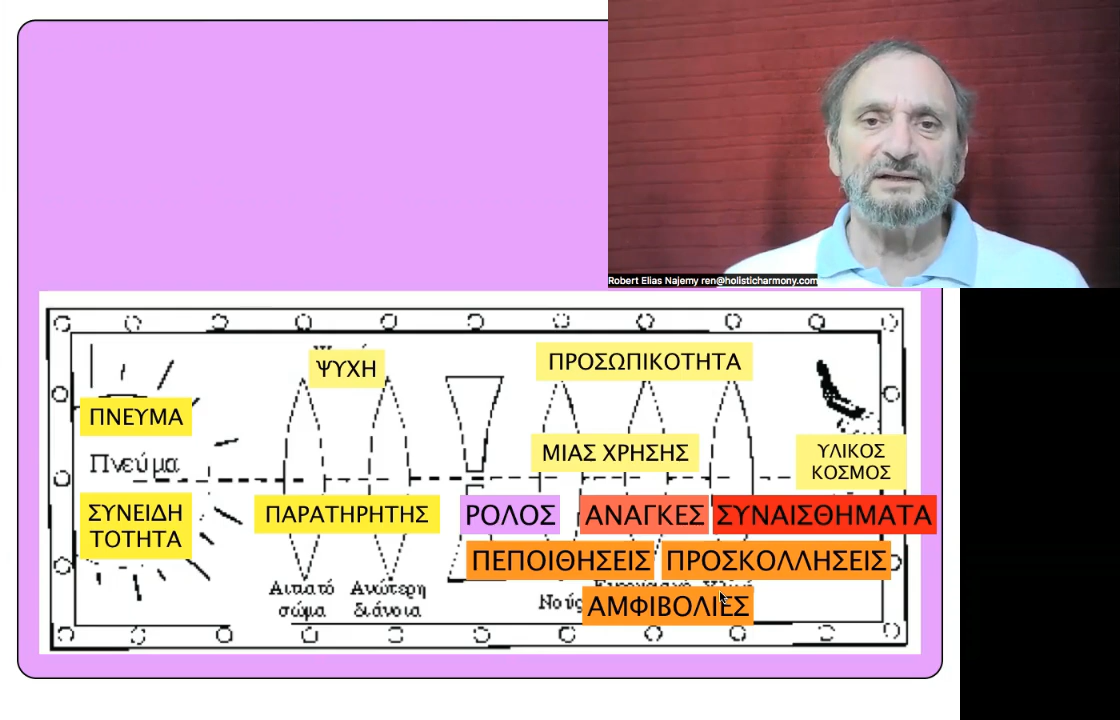 Robert Elias Najemy ren@holisticharmony.com
ΨΥΧΗ
ΠΡΟΣΩΠΙΚΟΤΗΤΑ
ΠΝΕΥΜΑ
ΜΙΑΣ ΧΡΗΣΗΣ
ΥΛΙΚΟΣ
ΚΟΣΜΟΣ
Πνεύμα
ΣΥΝΕΙΔΗ
ΤΟΤΗΤΑ
ΠΑΡΑΤΗΡΗΤΗΣ
ΡΟΛΟΣ
ΑΝΑΓΚΕΣ
ΣΥΝΑΙΣΘΗΜΑΤΑ
ΠΕΠΟΙΘΗΣΕΙΣ
ΠΡΟΣΚΟΛΛΗΣΕΙΣ
Αιτιατό
σώμα
Ανώτερη
διάνοια
Νούς
ΑΜΦΙΒΟΛΙΕΣ